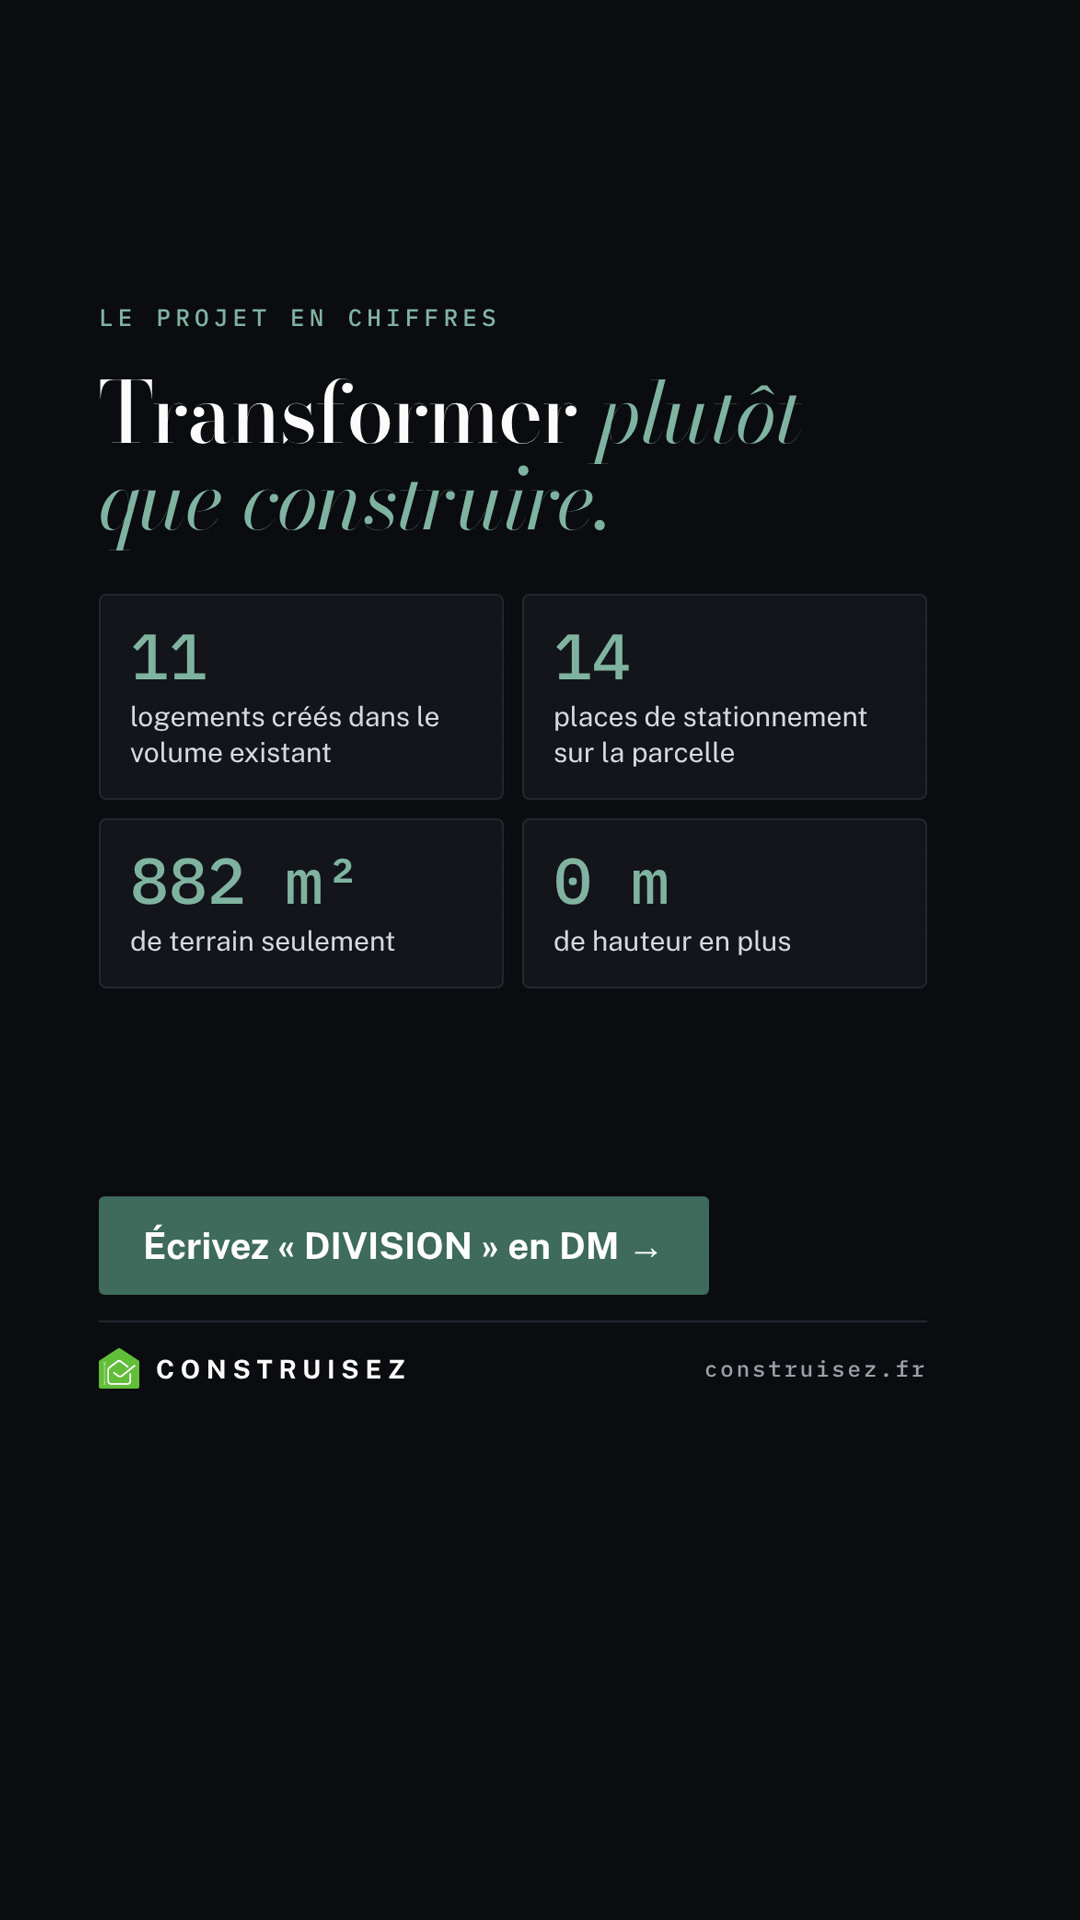 LE PROJET EN CHIFFRES
Transformer plutôt
que construire.
11
logements créés dans le
volume existant
14
places de stationnement
sur la parcelle
882 m²
de terrain seulement
0 m
de hauteur en plus
Écrivez « DIVISION » en DM →
CONSTRUISEZ
construisez.fr